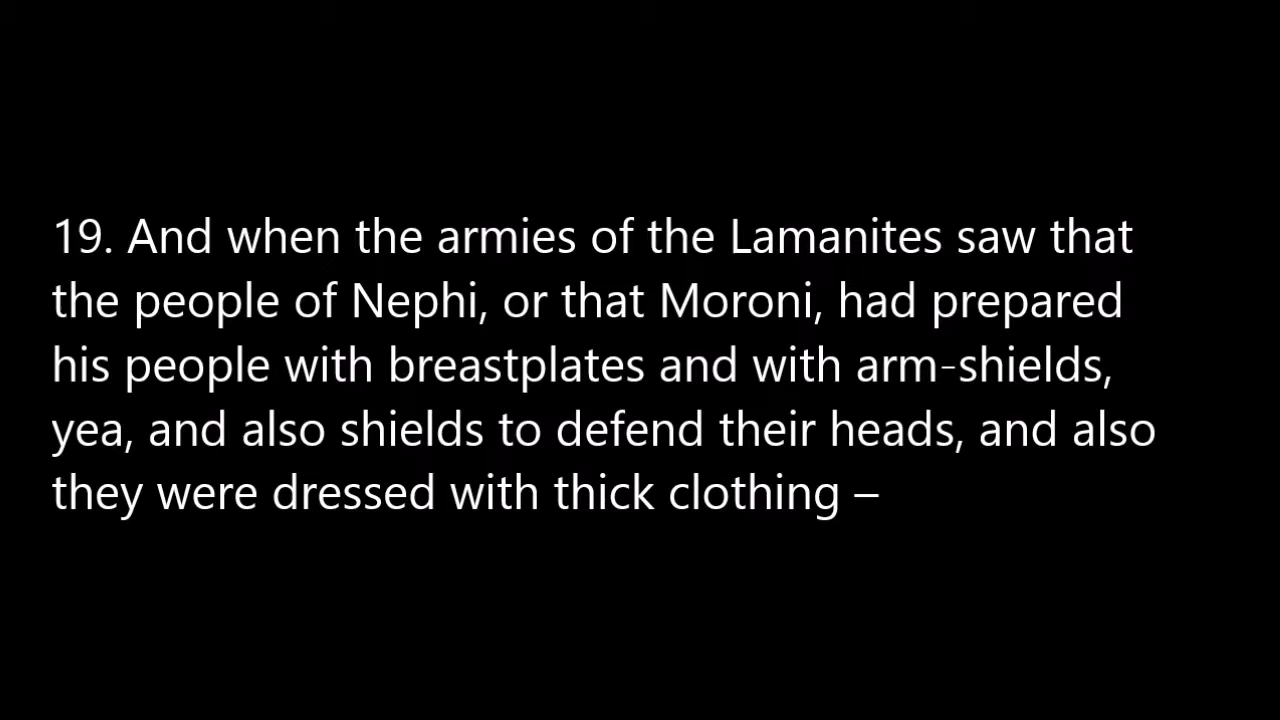 19. And when the armies of the Lamanites saw that
the people of Nephi, or that Moroni, had prepared
his people with breastplates and with arm-shields,
yea, and also shields to defend their heads, and also
they were dressed with thick clothing –